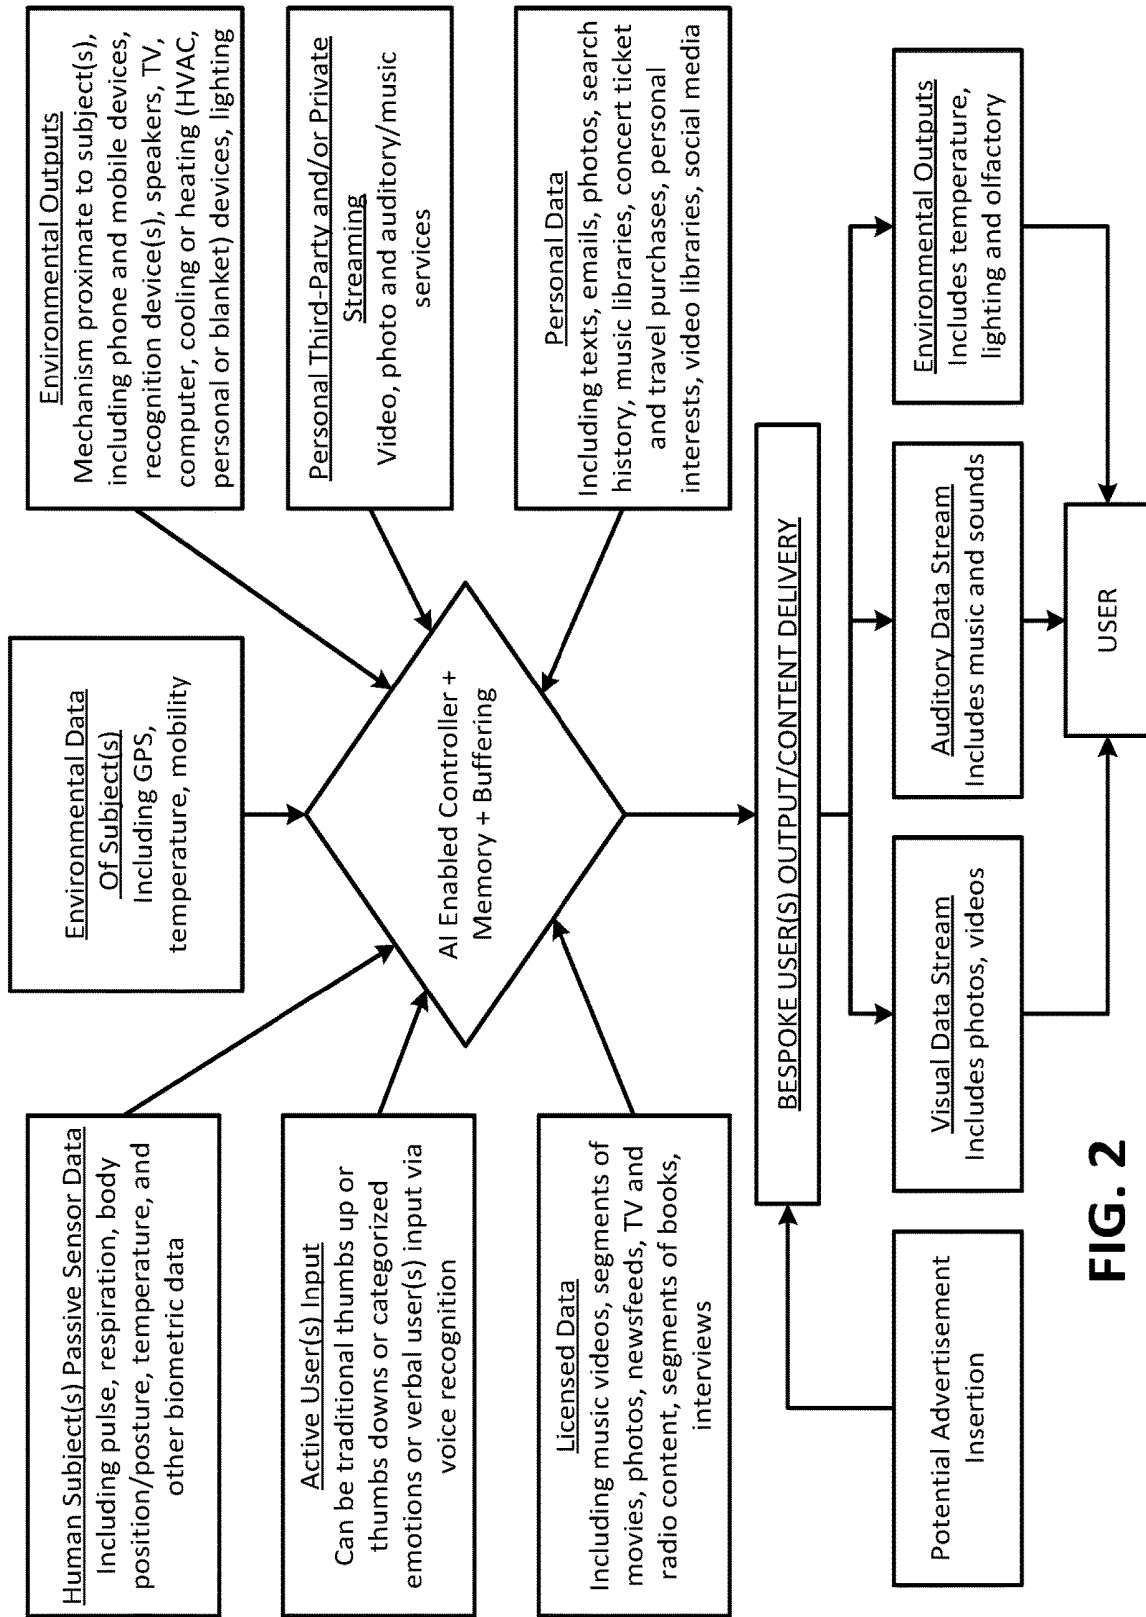 Human Subject(s) Passive Sensor Data
Including pulse, respiration, body
position/posture, temperature, and
other biometric data
Environmental Data
Of Subject(s)
Including GPS,
temperature, mobility
Environmental Outputs
Mechanism proximate to subject(s),
including phone and mobile devices,
recognition device(s), speakers, TV,
computer, cooling or heating (HVAC,
personal or blanket) devices, lighting
Active User(s) Input
Can be traditional thumbs up or
thumbs downs or categorized
emotions or verbal user(s) input via
voice recognition
AI Enabled Controller +
Memory + Buffering
Personal Third-Party and/or Private
Streaming
Video, photo and auditory/music
services
Licensed Data
Including music videos, segments of
movies, photos, newsfeeds, TV and
radio content, segments of books,
interviews
Personal Data
Including texts, emails, photos, search
history, music libraries, concert ticket
and travel purchases, personal
interests, video libraries, social media
BESPOKE USER(S) OUTPUT/CONTENT DELIVERY
Potential Advertisement
Insertion
Visual Data Stream
Includes photos, videos
Auditory Data Stream
Includes music and sounds
Environmental Outputs
Includes temperature,
lighting and olfactory
USER
FIG. 2